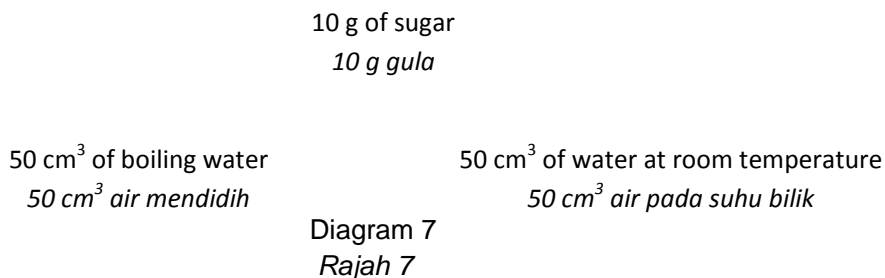 10 g of sugar
10 g gula
50 cm³ of boiling water
50 cm³ of water at room temperature
50 cm³ air mendidih
50 cm³ air pada suhu bilik
Diagram 7
Rajah 7